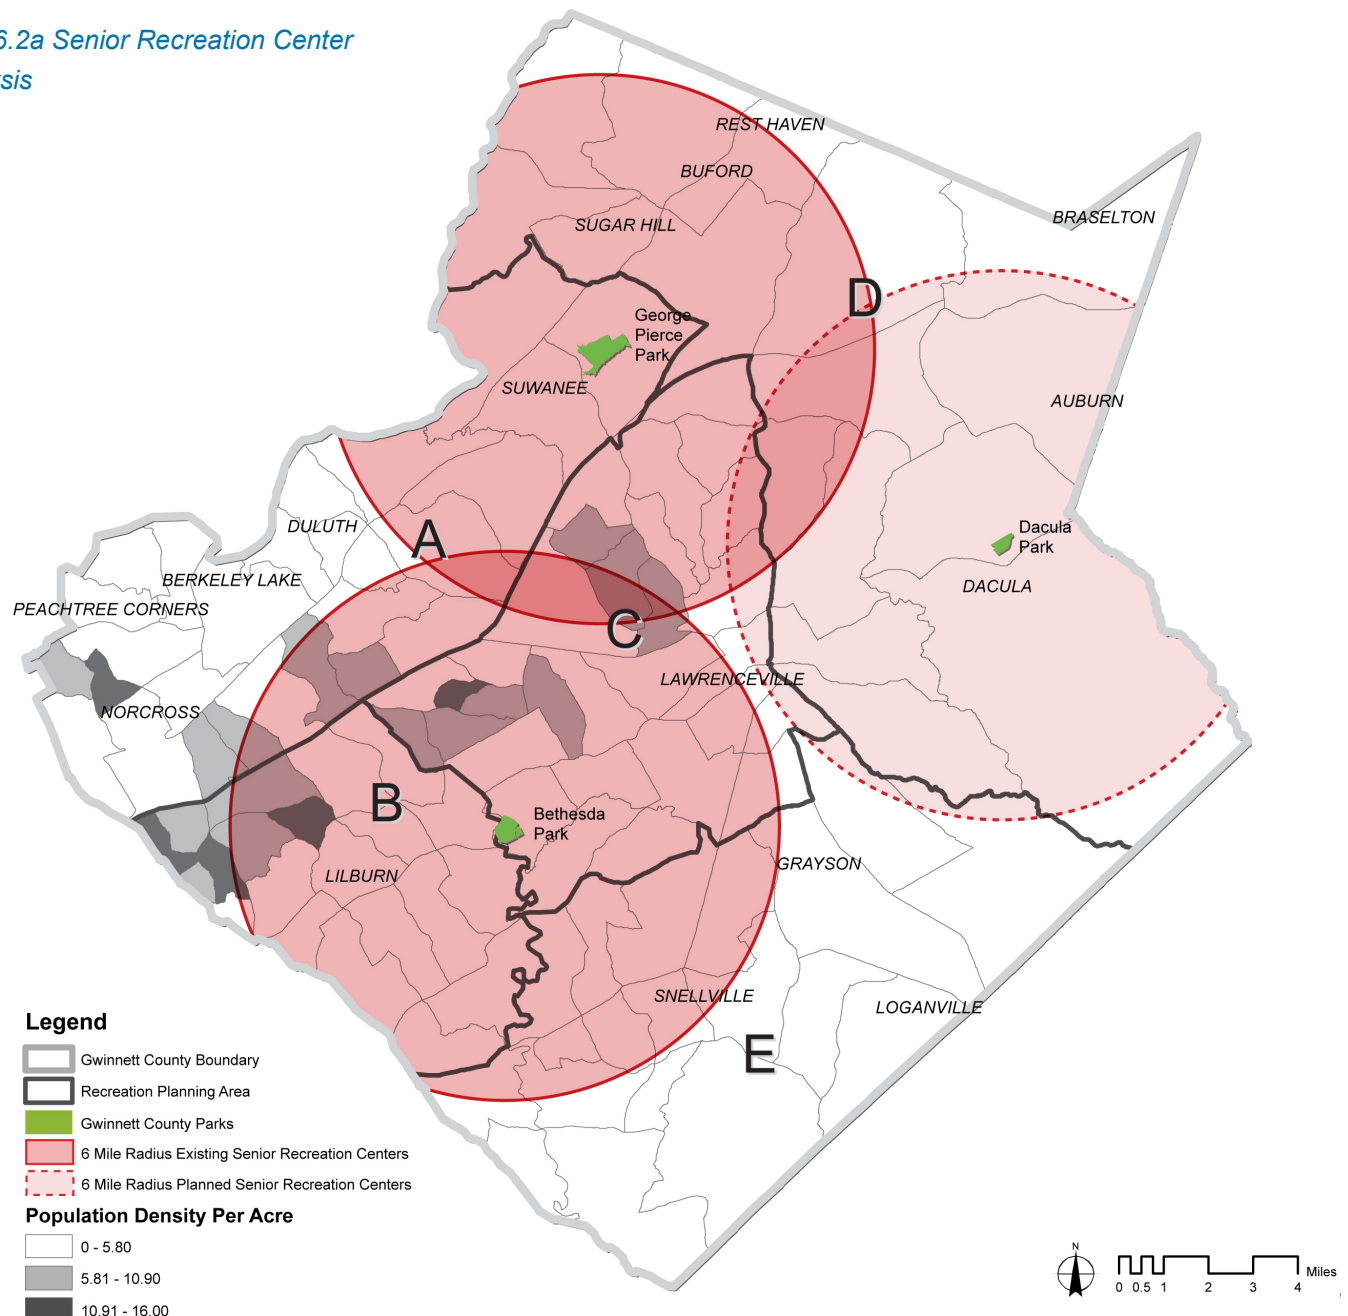 6.2a Senior Recreation Center
sis
REST HAVEN
BUFORD
BRASELTON
SUGAR HILL
D
George
Pierce
Park
SUWANEE
AUBURN
DULUTH
A
Dacula
Park
BERKELEY LAKE
DACULA
PEACHTREE CORNERS
C
LAWRENCEVILLE
NORCROSS
B
Bethesda
Park
GRAYSON
LILBURN
SNELLVILLE
LOGANVILLE
E
Legend
Gwinnett County Boundary
Recreation Planning Area
Gwinnett County Parks
6 Mile Radius Existing Senior Recreation Centers
6 Mile Radius Planned Senior Recreation Centers
Population Density Per Acre
0 - 5.80
5.81 - 10.90
10.91 - 16.00
N
Miles
0 0.5 1 2 3 4